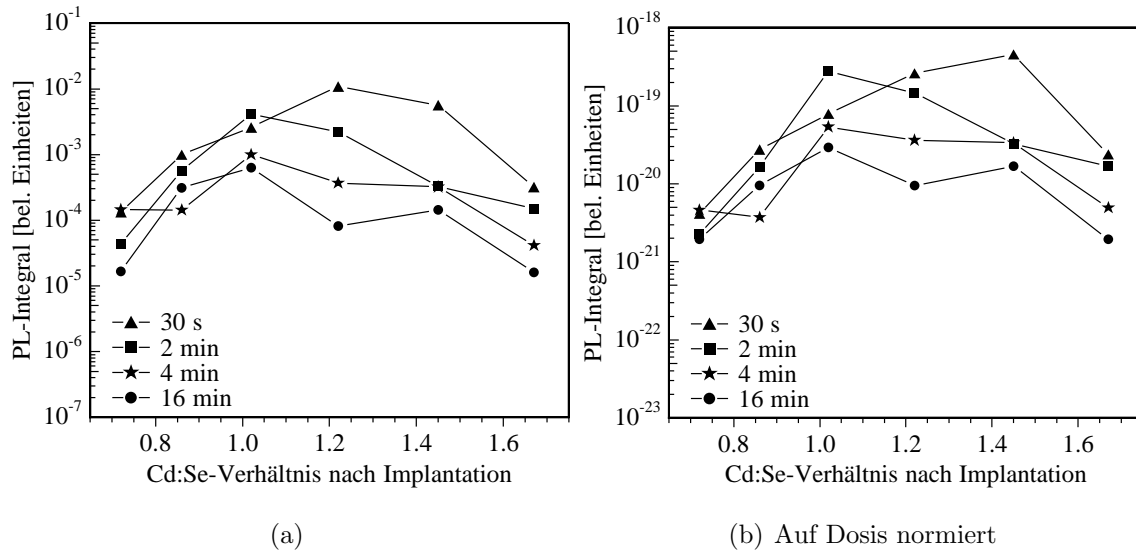 10⁻¹
10⁻²
10⁻³
10⁻⁴
10⁻⁵
10⁻⁶
10⁻⁷
PL-Integral [bel. Einheiten]
30 s
2 min
4 min
16 min
0.8 1.0 1.2 1.4 1.6
Cd:Se-Verhältnis nach Implantation
(a)
10⁻¹⁸
10⁻¹⁹
10⁻²⁰
10⁻²¹
10⁻²²
10⁻²³
PL-Integral [bel. Einheiten]
30 s
2 min
4 min
16 min
0.8 1.0 1.2 1.4 1.6
Cd:Se-Verhältnis nach Implantation
(b) Auf Dosis normiert